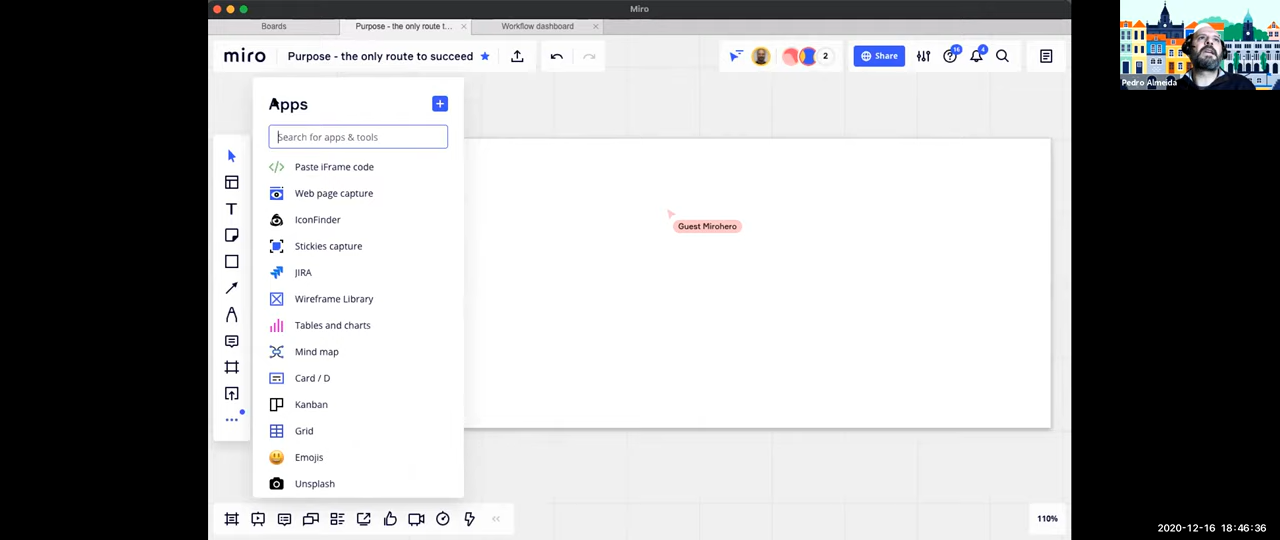 Miro
Boards
Purpose - the only route t...
Workflow dashboard
miro
Purpose - the only route to succeed
2
Share
16
4
Pedro Almeida
Apps
Search for apps & tools
Paste iFrame code
Web page capture
Guest Mirohero
IconFinder
Stickies capture
JIRA
Wireframe Library
Tables and charts
Mind map
Card / D
Kanban
Grid
Emojis
Unsplash
110%
2020-12-16 18:46:36